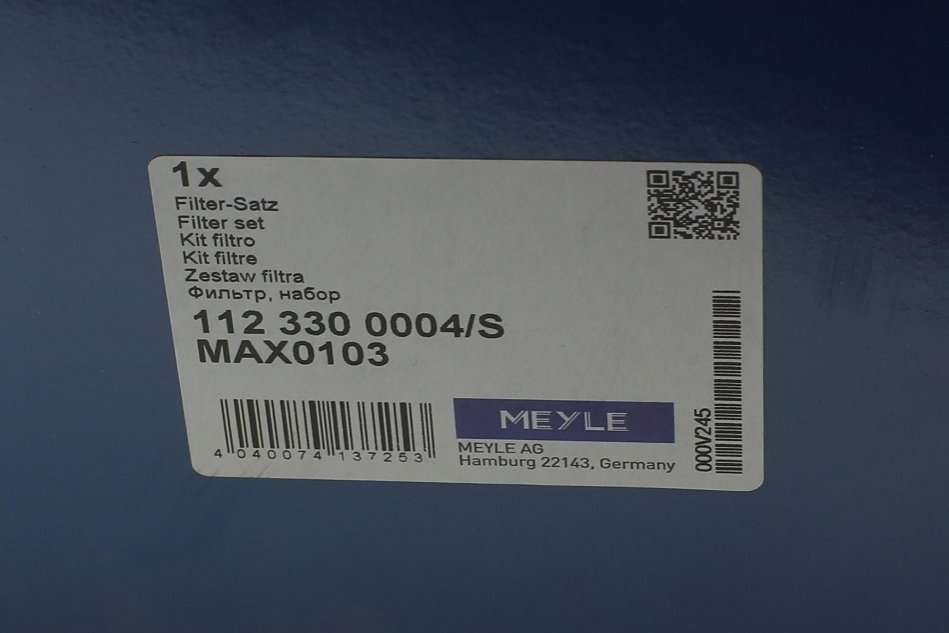 1x
Filter-Satz
Filter set
Kit filtro
Kit filtre
Zestaw filtra
Фильтр, набор
112 330 0004/S
MAX0103
4 040074 137253
MEYLE
MEYLE AG
Hamburg 22143, Germany
000V245